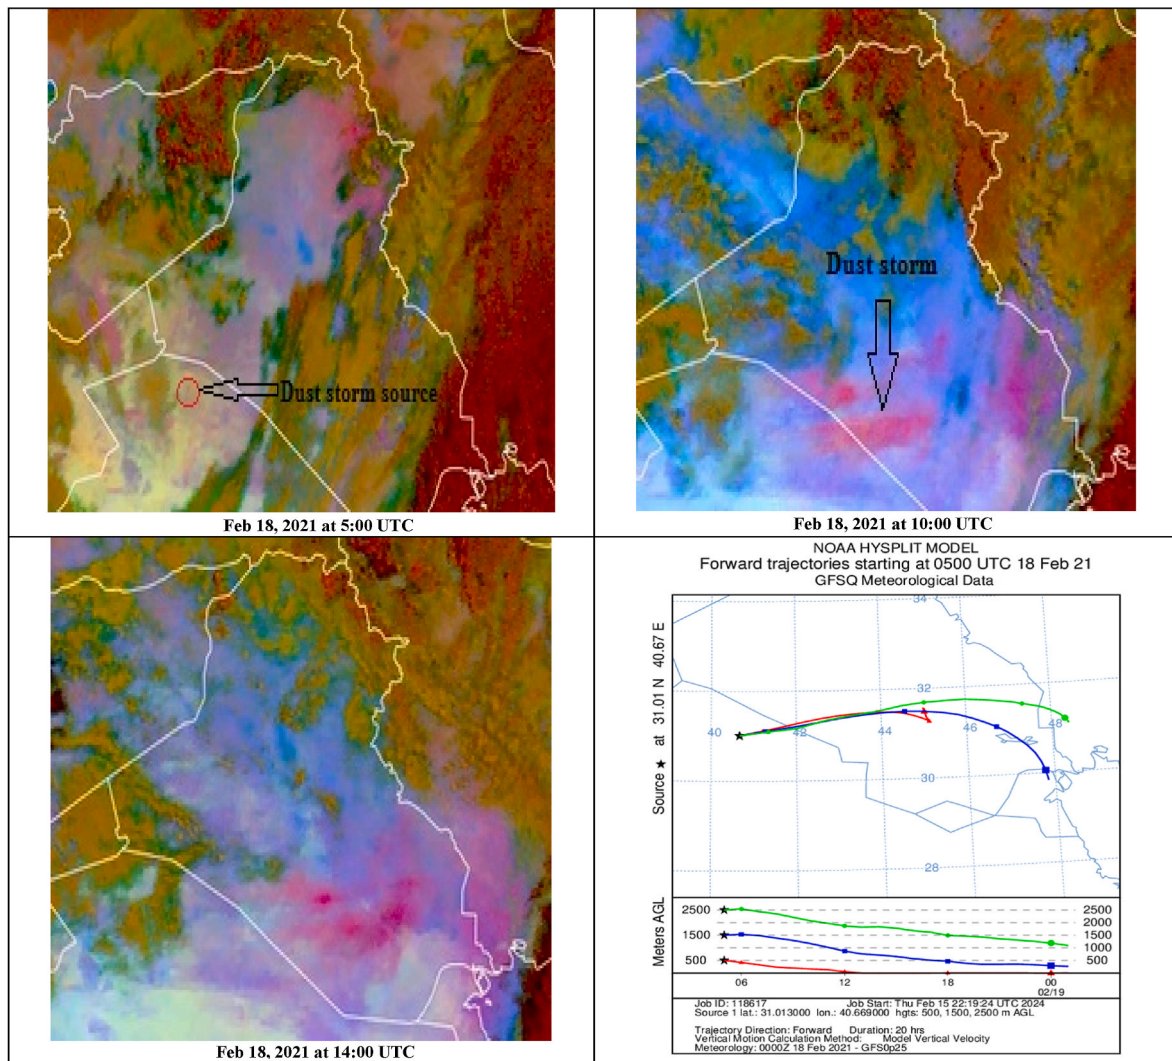 Dust storm source
Feb 18, 2021 at 5:00 UTC
Dust storm
Feb 18, 2021 at 10:00 UTC
Feb 18, 2021 at 14:00 UTC
NOAA HYSPLIT MODEL
Forward trajectories starting at 0500 UTC 18 Feb 21
GFSQ Meteorological Data
Source ★ at 31.01 N 40.67 E
34
32
40
42
44
46
48
30
28
Meters AGL
2500
1500
500
2500
2000
1500
1000
500
06
12
18
00
02/19
Job ID: 118617 Job Start: Thu Feb 15 22:19:24 UTC 2024
Source 1 lat.: 31.013000 lon.: 40.669000 hgts: 500, 1500, 2500 m AGL
Trajectory Direction: Forward Duration: 20 hrs
Vertical Motion Calculation Method: Model Vertical Velocity
Meteorology: 0000Z 18 Feb 2021 - GFS0p25